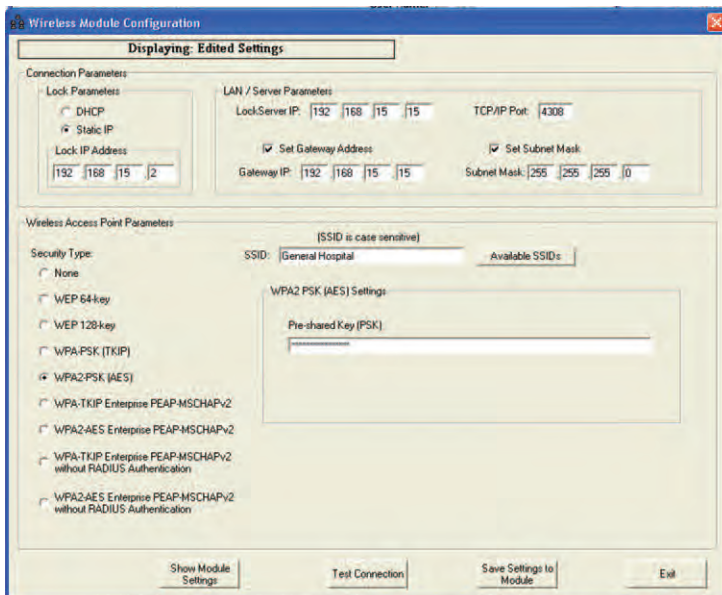 Wireless Module Configuration
Displaying: Edited Settings
Connection Parameters
Lock Parameters
DHCP
Static IP
Lock IP Address
192 .168 .15 .2
LAN / Server Parameters
LockServer IP: 192 .168 .15 .15
TCP/IP Port: 4308
Set Gateway Address
Set Subnet Mask
Gateway IP: 192 .168 .15 .15
Subnet Mask: 255 .255 .255 .0
Wireless Access Point Parameters
(SSID is case sensitive)
SSID: General Hospital
Available SSIDs
Security Type:
None
WEP 64-key
WEP 128-key
WPA-PSK (TKIP)
WPA2-PSK (AES)
WPA-TKIP Enterprise PEAP-MSCHAPv2
WPA2-AES Enterprise PEAP-MSCHAPv2
WPA-TKIP Enterprise PEAP-MSCHAPv2
without RADIUS Authentication
WPA2-AES Enterprise PEAP-MSCHAPv2
without RADIUS Authentication
WPA2 PSK (AES) Settings
Pre-shared Key (PSK)
Show Module
Settings
Test Connection
Save Settings to
Module
Exit